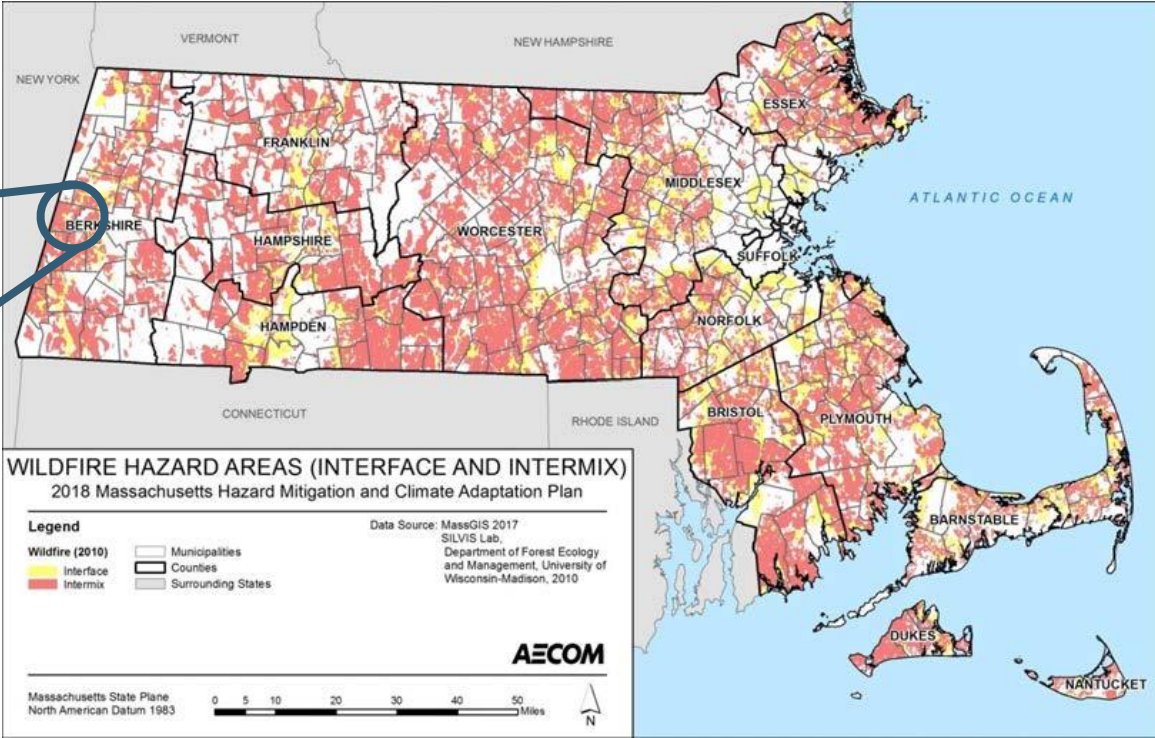 VERMONT
NEW HAMPSHIRE
NEW YORK
ESSEX
FRANKLIN
MIDDLESEX
ATLANTIC OCEAN
BERKSHIRE
WORCESTER
HAMPSHIRE
SUFFOLK
NORFOLK
HAMPDEN
CONNECTICUT
RHODE ISLAND
BRISTOL
PLYMOUTH
BARNSTABLE
DUKES
NANTUCKET
WILDFIRE HAZARD AREAS (INTERFACE AND INTERMIX)
2018 Massachusetts Hazard Mitigation and Climate Adaptation Plan
Legend
Wildfire (2010)
Interface
Intermix
Municipalities
Counties
Surrounding States
Data Source: MassGIS 2017
SILVIS Lab,
Department of Forest Ecology
and Management, University of
Wisconsin-Madison, 2010
AECOM
Massachusetts State Plane
North American Datum 1983
0 5 10 20 30 40 50
Miles
N